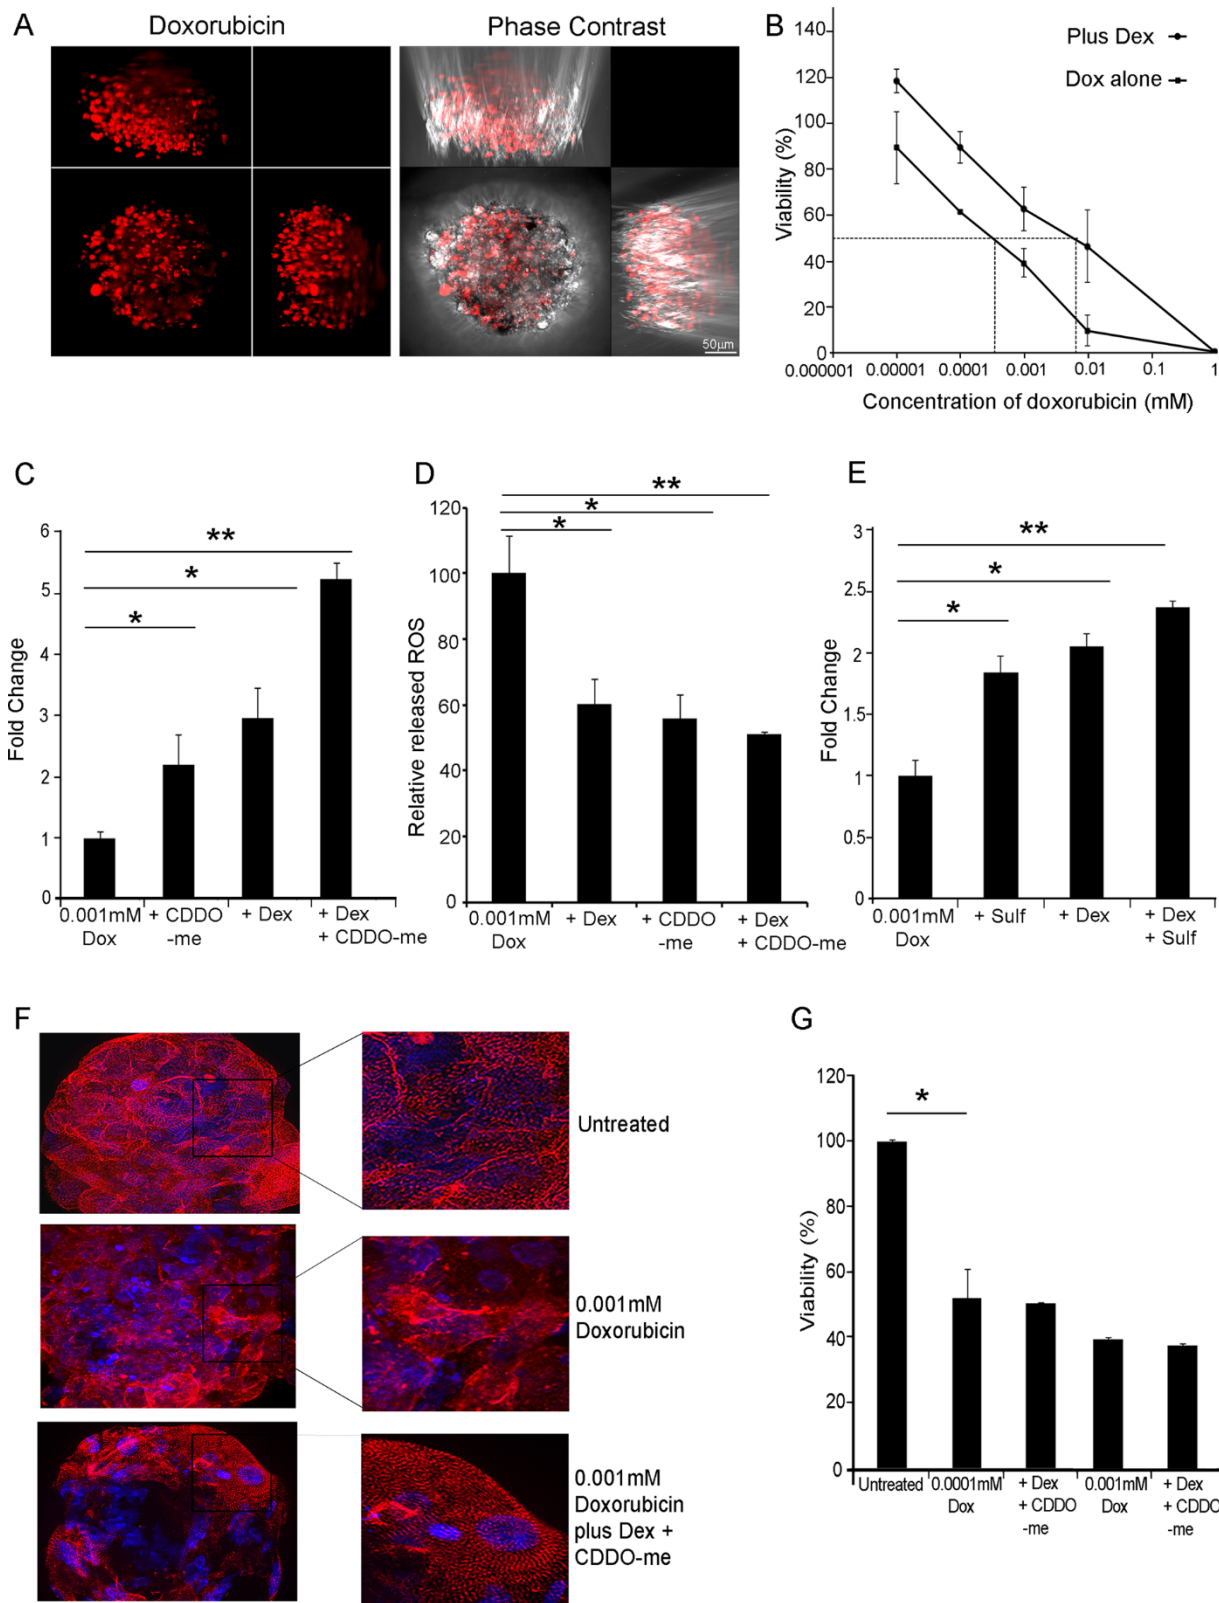 A
Doxorubicin
Phase Contrast
50µm
B
140
120
100
80
60
40
20
0
Viability (%)
Plus Dex
Dox alone
0.000001
0.00001
0.0001
0.001
0.01
0.1
1
Concentration of doxorubicin (mM)
C
6
5
4
3
2
1
0
Fold Change
**
*
*
0.001mM
Dox
+ CDDO
-me
+ Dex
+ Dex
+ CDDO-me
D
120
100
80
60
40
20
0
Relative released ROS
**
*
*
0.001mM
Dox
+ Dex
+ CDDO
-me
+ Dex
+ CDDO-me
E
3
2.5
2
1.5
1
0.5
0
Fold Change
**
*
*
0.001mM
Dox
+ Sulf
+ Dex
+ Dex
+ Sulf
F
Untreated
0.001mM
Doxorubicin
0.001mM
Doxorubicin
plus Dex +
CDDO-me
G
120
100
80
60
40
20
0
Viability (%)
*
Untreated
0.0001mM
Dox
+ Dex
+ CDDO
-me
0.001mM
Dox
+ Dex
+ CDDO
-me